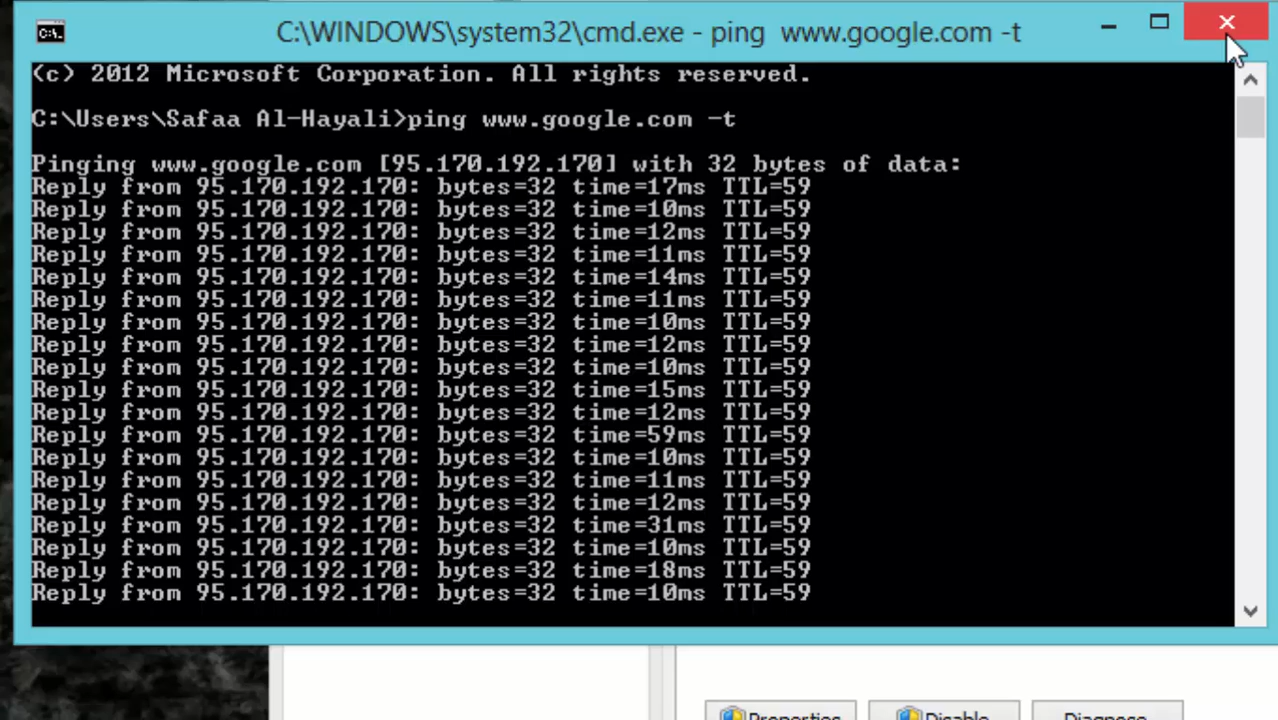 C:\WINDOWS\system32\cmd.exe - ping www.google.com -t
(c) 2012 Microsoft Corporation. All rights reserved.
C:\Users\Safaa Al-Hayali>ping www.google.com -t
Pinging www.google.com [95.170.192.170] with 32 bytes of data:
Reply from 95.170.192.170: bytes=32 time=17ms TTL=59
Reply from 95.170.192.170: bytes=32 time=10ms TTL=59
Reply from 95.170.192.170: bytes=32 time=12ms TTL=59
Reply from 95.170.192.170: bytes=32 time=11ms TTL=59
Reply from 95.170.192.170: bytes=32 time=14ms TTL=59
Reply from 95.170.192.170: bytes=32 time=11ms TTL=59
Reply from 95.170.192.170: bytes=32 time=10ms TTL=59
Reply from 95.170.192.170: bytes=32 time=12ms TTL=59
Reply from 95.170.192.170: bytes=32 time=10ms TTL=59
Reply from 95.170.192.170: bytes=32 time=15ms TTL=59
Reply from 95.170.192.170: bytes=32 time=12ms TTL=59
Reply from 95.170.192.170: bytes=32 time=59ms TTL=59
Reply from 95.170.192.170: bytes=32 time=10ms TTL=59
Reply from 95.170.192.170: bytes=32 time=11ms TTL=59
Reply from 95.170.192.170: bytes=32 time=12ms TTL=59
Reply from 95.170.192.170: bytes=32 time=31ms TTL=59
Reply from 95.170.192.170: bytes=32 time=10ms TTL=59
Reply from 95.170.192.170: bytes=32 time=18ms TTL=59
Reply from 95.170.192.170: bytes=32 time=10ms TTL=59
Properties Disable Diagnose